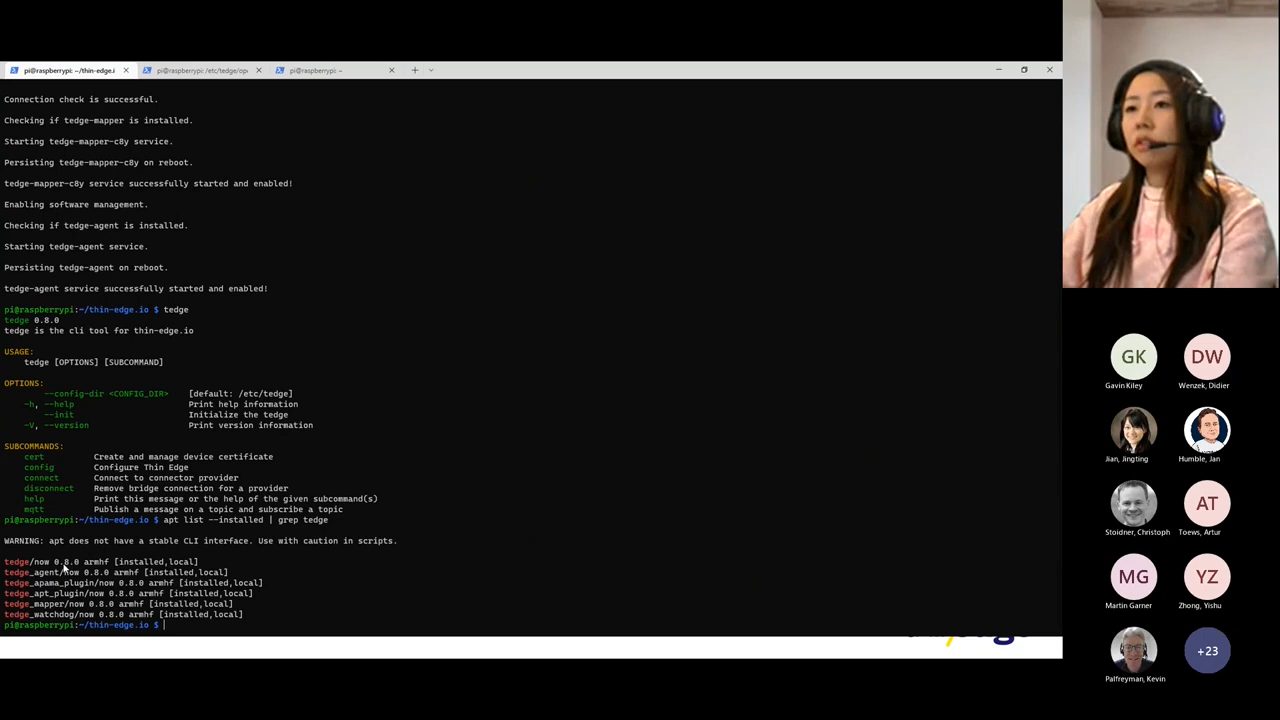 pi@raspberrypi: ~/thin-edge.i
pi@raspberrypi: /etc/tedge/op
pi@raspberrypi: ~
Connection check is successful.
Checking if tedge-mapper is installed.
Starting tedge-mapper-c8y service.
Persisting tedge-mapper-c8y on reboot.
tedge-mapper-c8y service successfully started and enabled!
Enabling software management.
Checking if tedge-agent is installed.
Starting tedge-agent service.
Persisting tedge-agent on reboot.
tedge-agent service successfully started and enabled!
pi@raspberrypi:~/thin-edge.io $ tedge
tedge 0.8.0
tedge is the cli tool for thin-edge.io
USAGE:
tedge [OPTIONS] [SUBCOMMAND]
OPTIONS:
--config-dir <CONFIG_DIR> [default: /etc/tedge]
-h, --help Print help information
--init Initialize the tedge
-V, --version Print version information
SUBCOMMANDS:
cert Create and manage device certificate
config Configure Thin Edge
connect Connect to connector provider
disconnect Remove bridge connection for a provider
help Print this message or the help of the given subcommand(s)
mqtt Publish a message on a topic and subscribe a topic
pi@raspberrypi:~/thin-edge.io $ apt list --installed | grep tedge
WARNING: apt does not have a stable CLI interface. Use with caution in scripts.
tedge/now 0.8.0 armhf [installed,local]
tedge_agent/now 0.8.0 armhf [installed,local]
tedge_apama_plugin/now 0.8.0 armhf [installed,local]
tedge_apt_plugin/now 0.8.0 armhf [installed,local]
tedge_mapper/now 0.8.0 armhf [installed,local]
tedge_watchdog/now 0.8.0 armhf [installed,local]
pi@raspberrypi:~/thin-edge.io $
GK
DW
Gavin Kiley
Wenzek, Didier
Jian, Jingting
Humble, Jan
AT
Stoidner, Christoph
Toews, Artur
MG
YZ
Martin Garner
Zhong, Yishu
+23
Palfreyman, Kevin